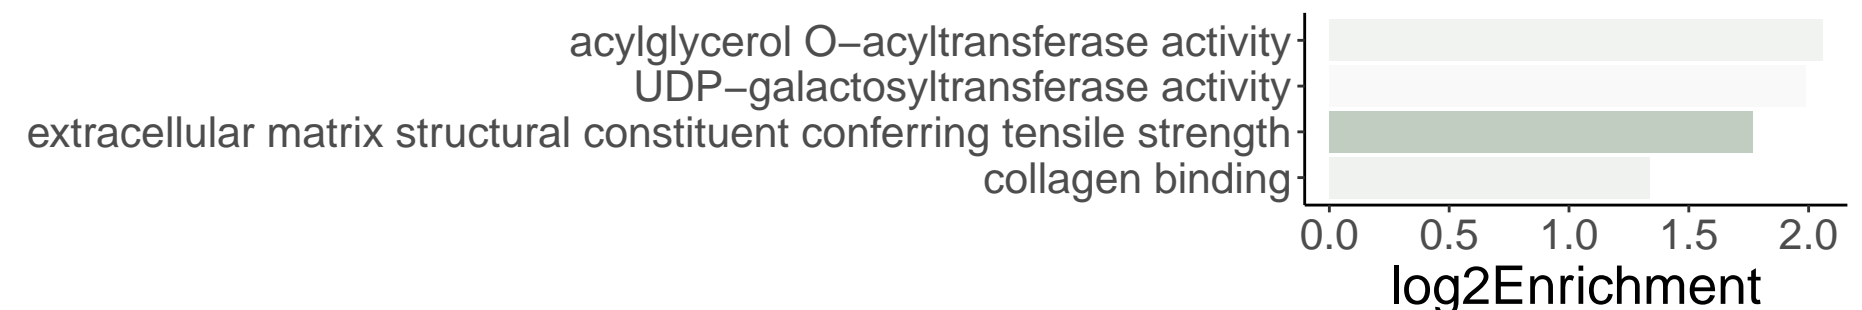 acylglycerol O−acyltransferase activity
UDP−galactosyltransferase activity
extracellular matrix structural constituent conferring tensile strength
collagen binding
0.0 0.5 1.0 1.5 2.0
log2Enrichment